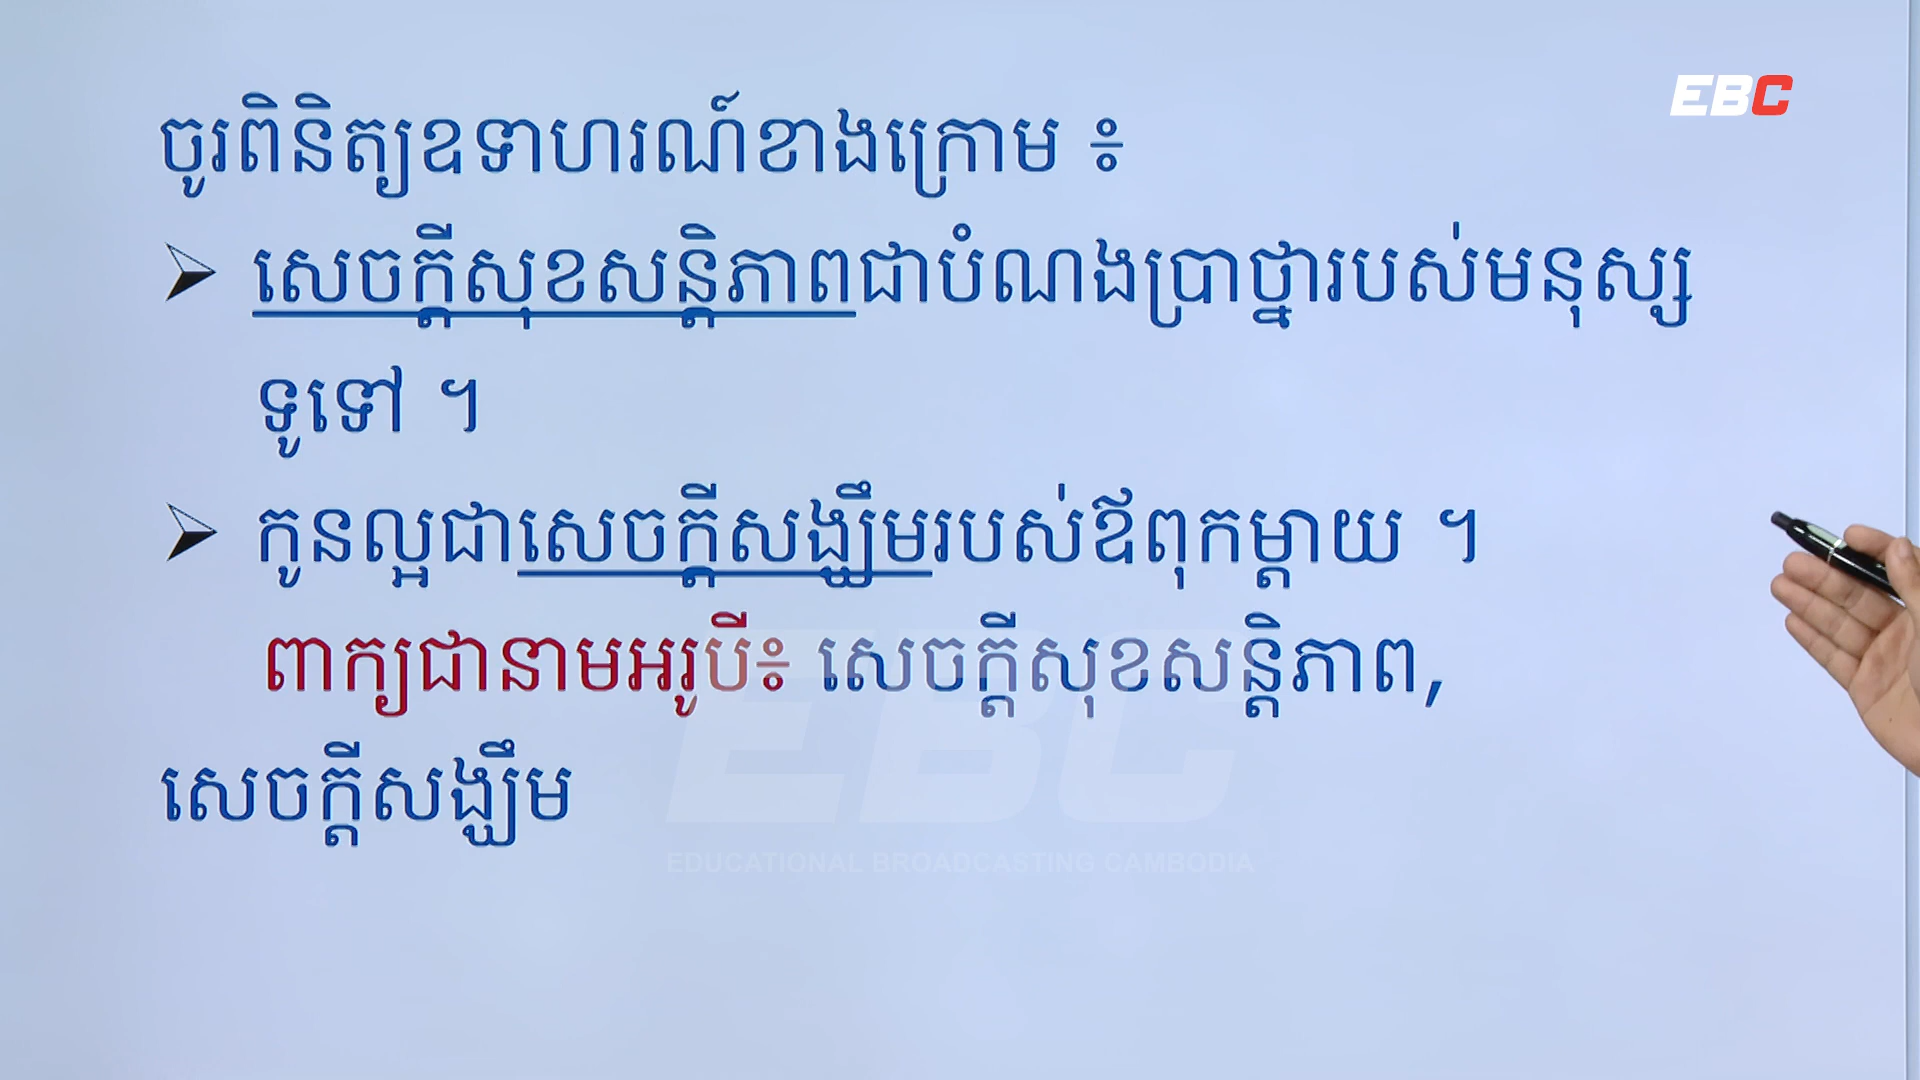 EBC
ចូរពិនិត្យឧទាហរណ៍ខាងក្រោម ៖
➢ សេចក្តីសុខសន្តិភាពជាបំណងប្រាថ្នារបស់មនុស្ស
ទូទៅ ។
➢ កូនល្អជាសេចក្តីសង្ឃឹមរបស់ឪពុកម្តាយ ។
ពាក្យជានាមអរូបី៖ សេចក្តីសុខសន្តិភាព,
សេចក្តីសង្ឃឹម
EBC
EDUCATIONAL BROADCASTING CAMBODIA